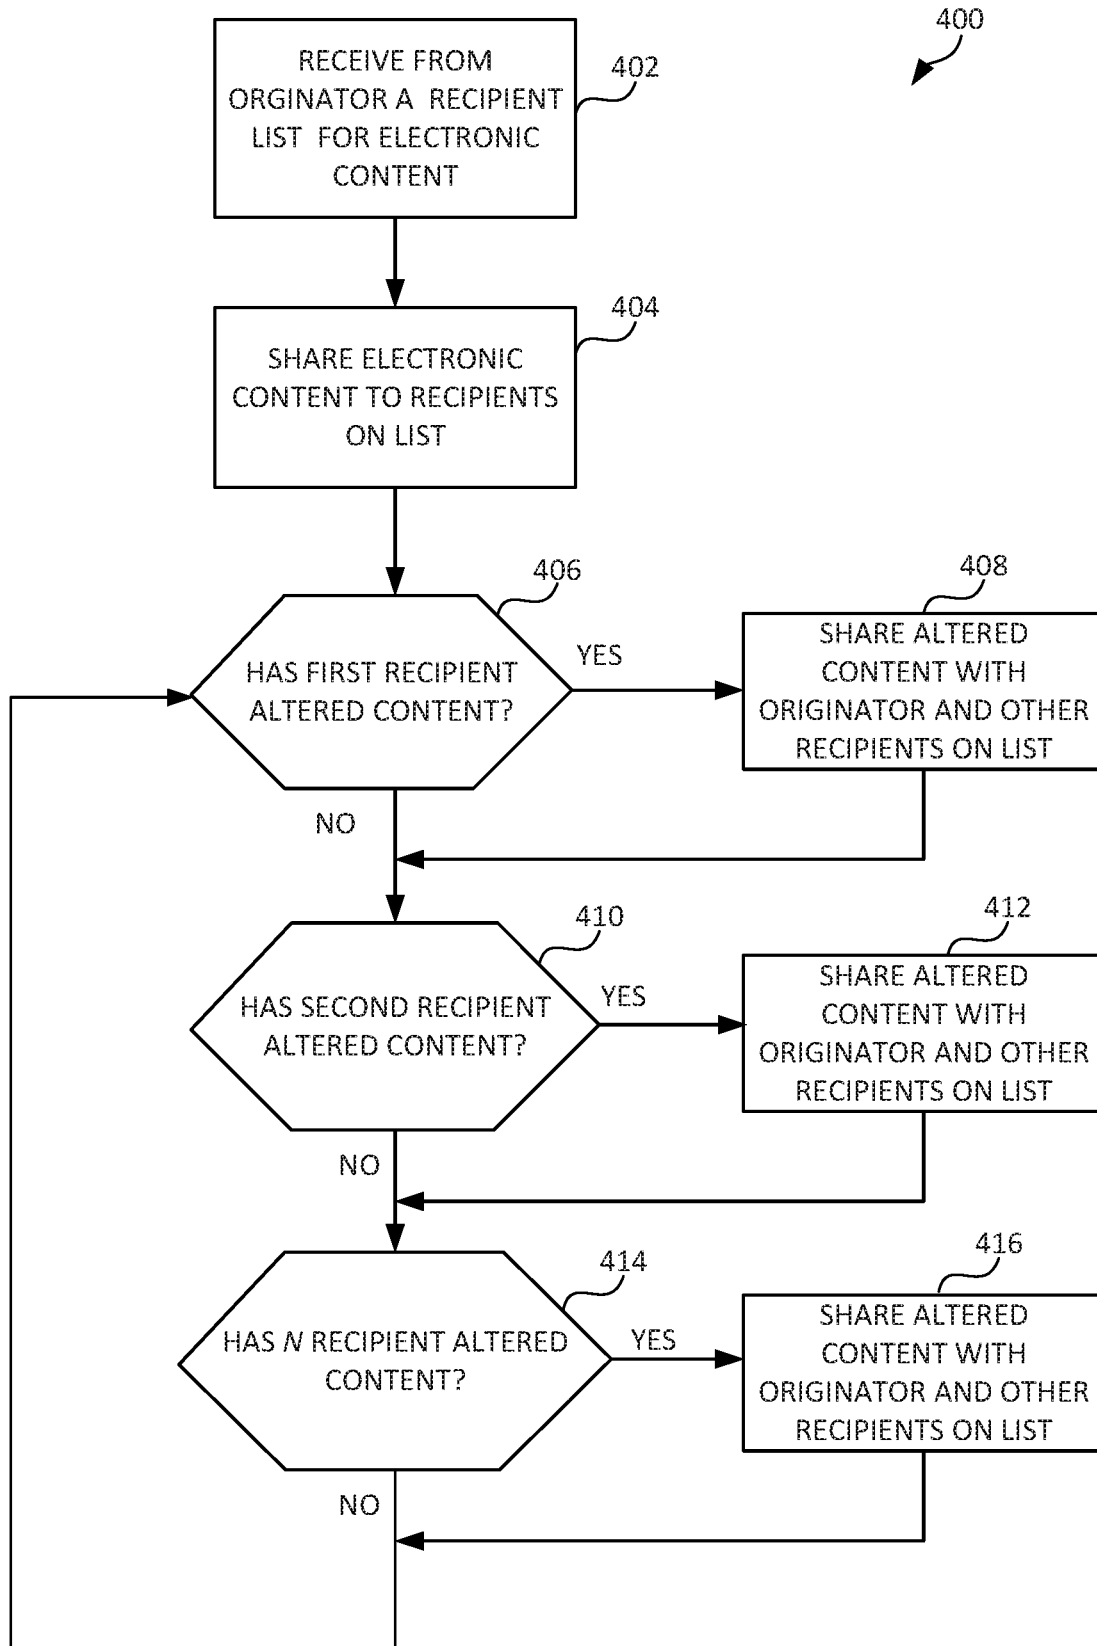 400
RECEIVE FROM
ORGINATOR A RECIPIENT
LIST FOR ELECTRONIC
CONTENT
402
SHARE ELECTRONIC
CONTENT TO RECIPIENTS
ON LIST
404
HAS FIRST RECIPIENT
ALTERED CONTENT?
406
YES
NO
SHARE ALTERED
CONTENT WITH
ORIGINATOR AND OTHER
RECIPIENTS ON LIST
408
HAS SECOND RECIPIENT
ALTERED CONTENT?
410
YES
NO
SHARE ALTERED
CONTENT WITH
ORIGINATOR AND OTHER
RECIPIENTS ON LIST
412
HAS N RECIPIENT ALTERED
CONTENT?
414
YES
NO
SHARE ALTERED
CONTENT WITH
ORIGINATOR AND OTHER
RECIPIENTS ON LIST
416